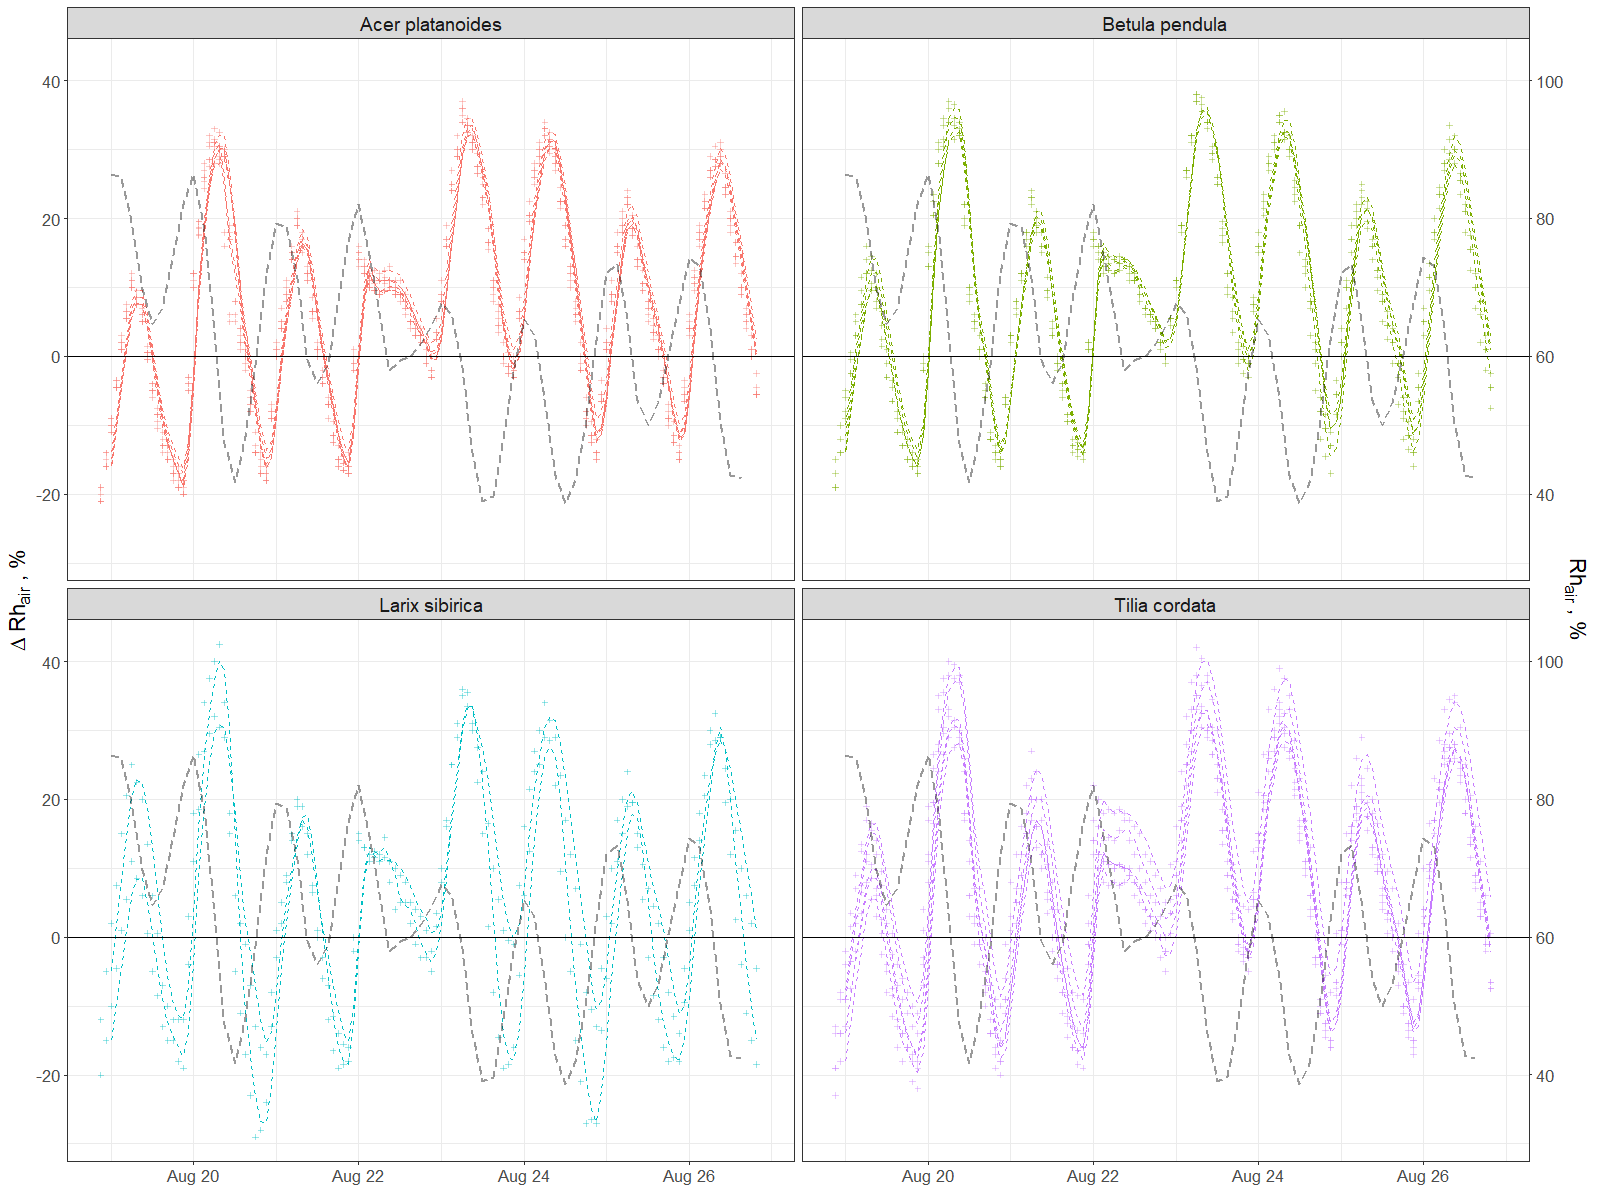 Acer platanoides
Betula pendula
40
20
0
-20
100
80
60
40
Δ Rhair , %
Rhair , %
Larix sibirica
Tilia cordata
40
20
0
-20
100
80
60
40
Aug 20
Aug 22
Aug 24
Aug 26
Aug 20
Aug 22
Aug 24
Aug 26